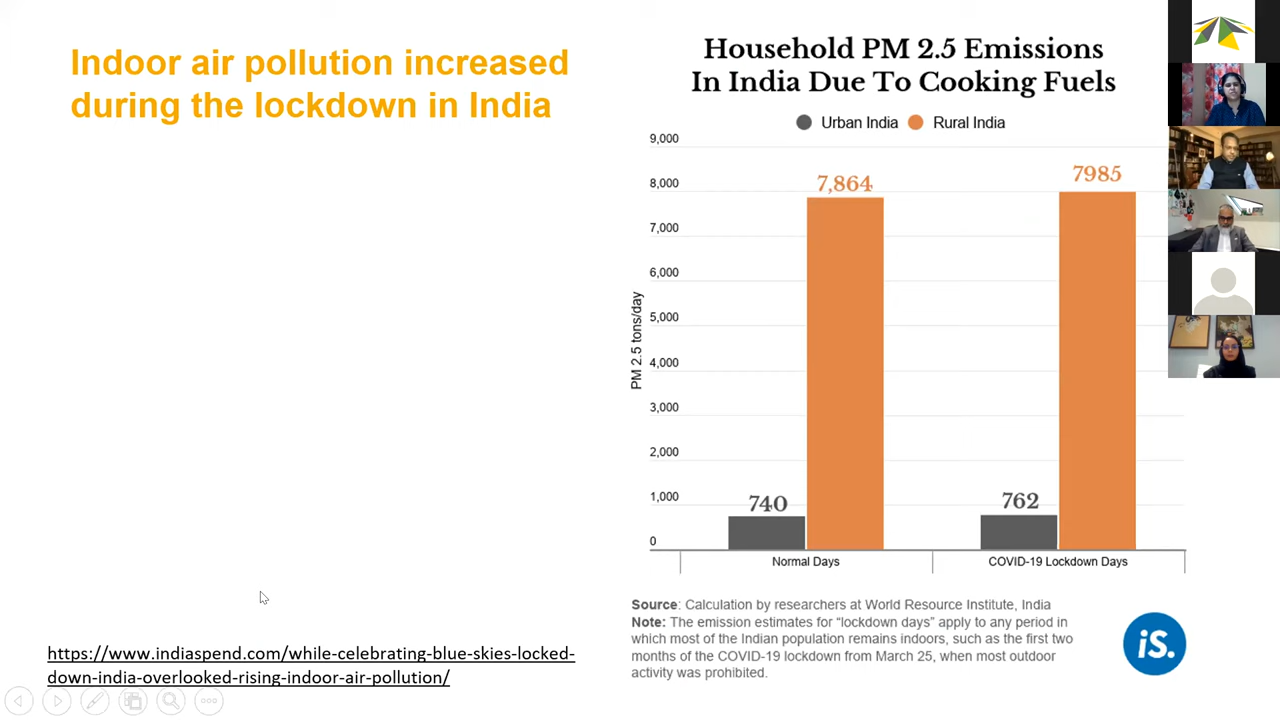 Indoor air pollution increased
during the lockdown in India
Household PM 2.5 Emissions
In India Due To Cooking Fuels
Urban India
Rural India
PM 2.5 tons/day
9,000
8,000
7,000
6,000
5,000
4,000
3,000
2,000
1,000
0
740
7,864
762
7985
Normal Days
COVID-19 Lockdown Days
Source: Calculation by researchers at World Resource Institute, India
Note: The emission estimates for “lockdown days” apply to any period in
which most of the Indian population remains indoors, such as the first two
months of the COVID-19 lockdown from March 25, when most outdoor
activity was prohibited.
iS.
https://www.indiaspend.com/while-celebrating-blue-skies-locked-
down-india-overlooked-rising-indoor-air-pollution/